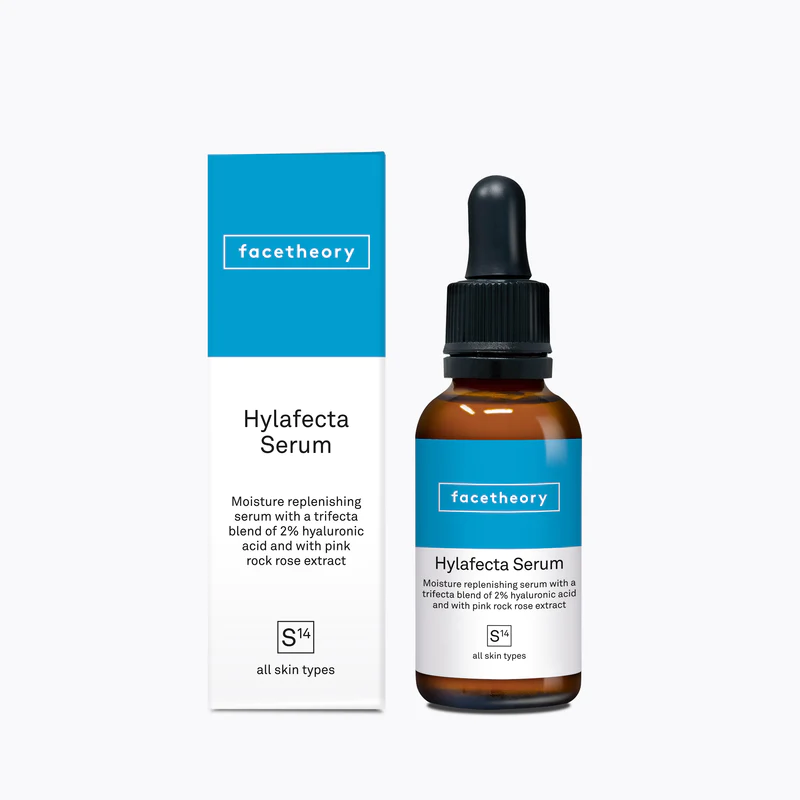 facetheory
Hylafecta
Serum
Moisture replenishing
serum with a trifecta
blend of 2% hyaluronic
acid and with pink
rock rose extract
S14
all skin types
facetheory
Hylafecta Serum
Moisture replenishing serum with a
trifecta blend of 2% hyaluronic acid
and with pink rock rose extract
S14
all skin types